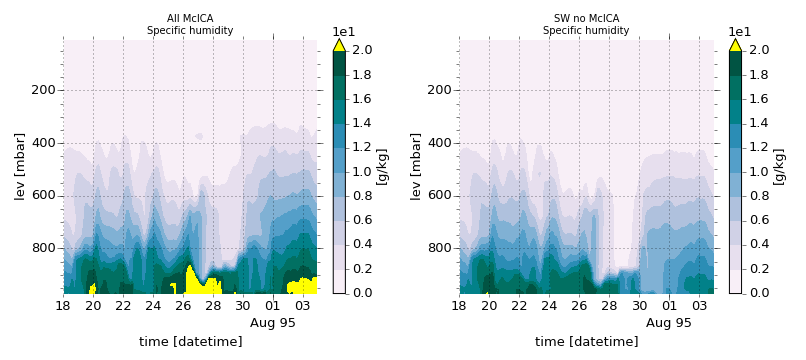 All McICA
Specific humidity
1e1
2.0
1.8
1.6
1.4
1.2
1.0
0.8
0.6
0.4
0.2
0.0
[g/kg]
200
400
600
800
lev [mbar]
18 20 22 24 26 28 30 01 03
Aug 95
time [datetime]
SW no McICA
Specific humidity
1e1
2.0
1.8
1.6
1.4
1.2
1.0
0.8
0.6
0.4
0.2
0.0
[g/kg]
200
400
600
800
lev [mbar]
18 20 22 24 26 28 30 01 03
Aug 95
time [datetime]